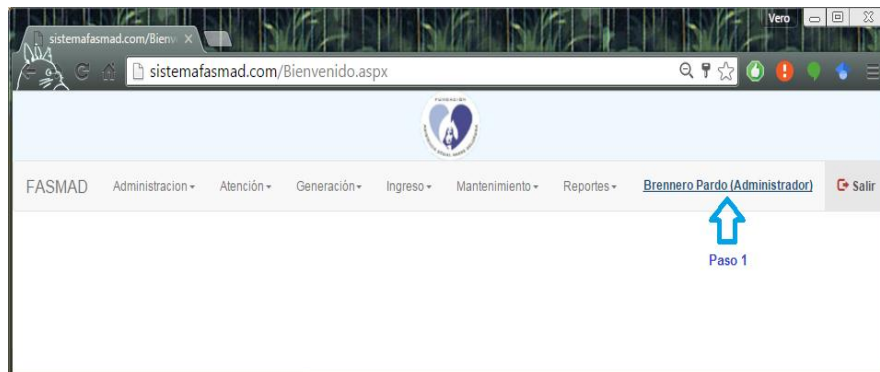 Vero
sistemafasmad.com/Bienv
sistemafasmad.com/Bienvenido.aspx
FUNDACIÓN
FASMAD Administracion Atención Generación Ingreso Mantenimiento Reportes Brennero Pardo (Administrador) Salir
Paso 1